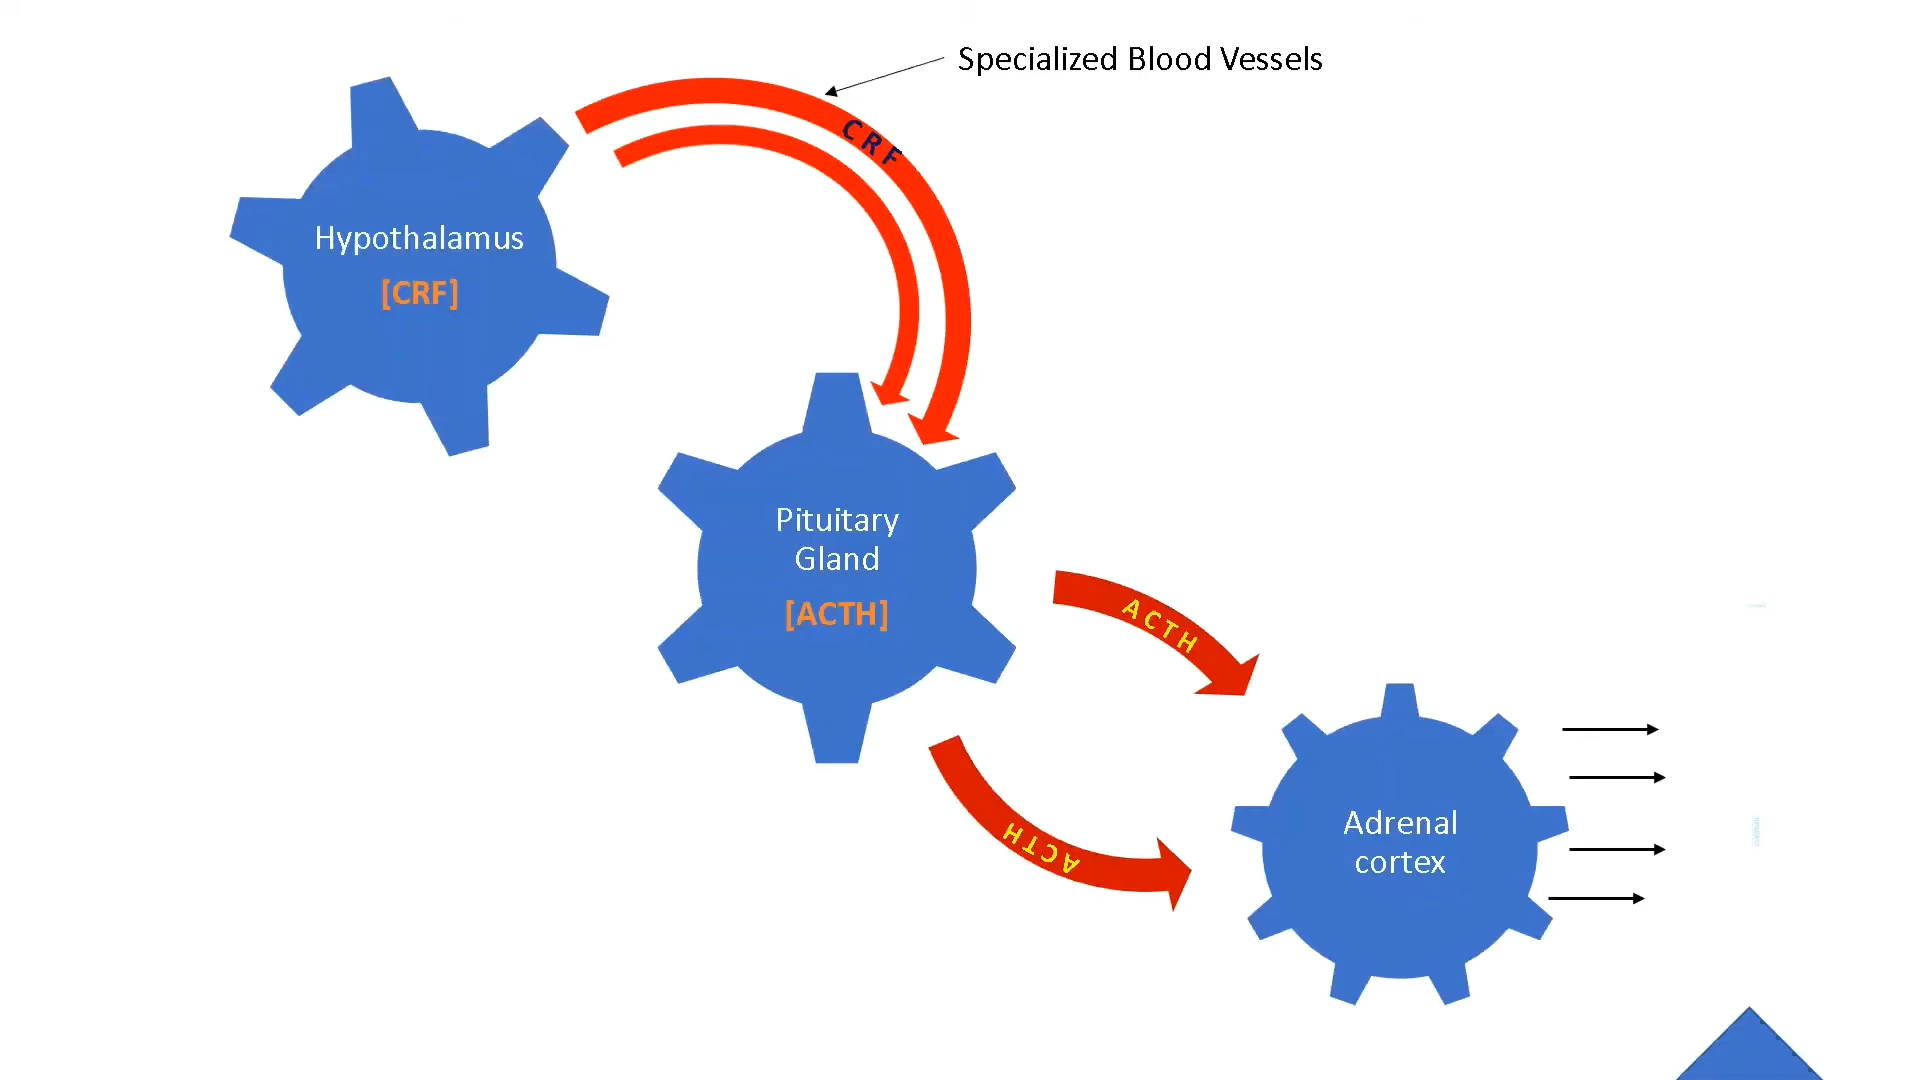 Specialized Blood Vessels
CRF
Hypothalamus
[CRF]
Pituitary
Gland
[ACTH]
ACTH
ACTH
Adrenal
cortex